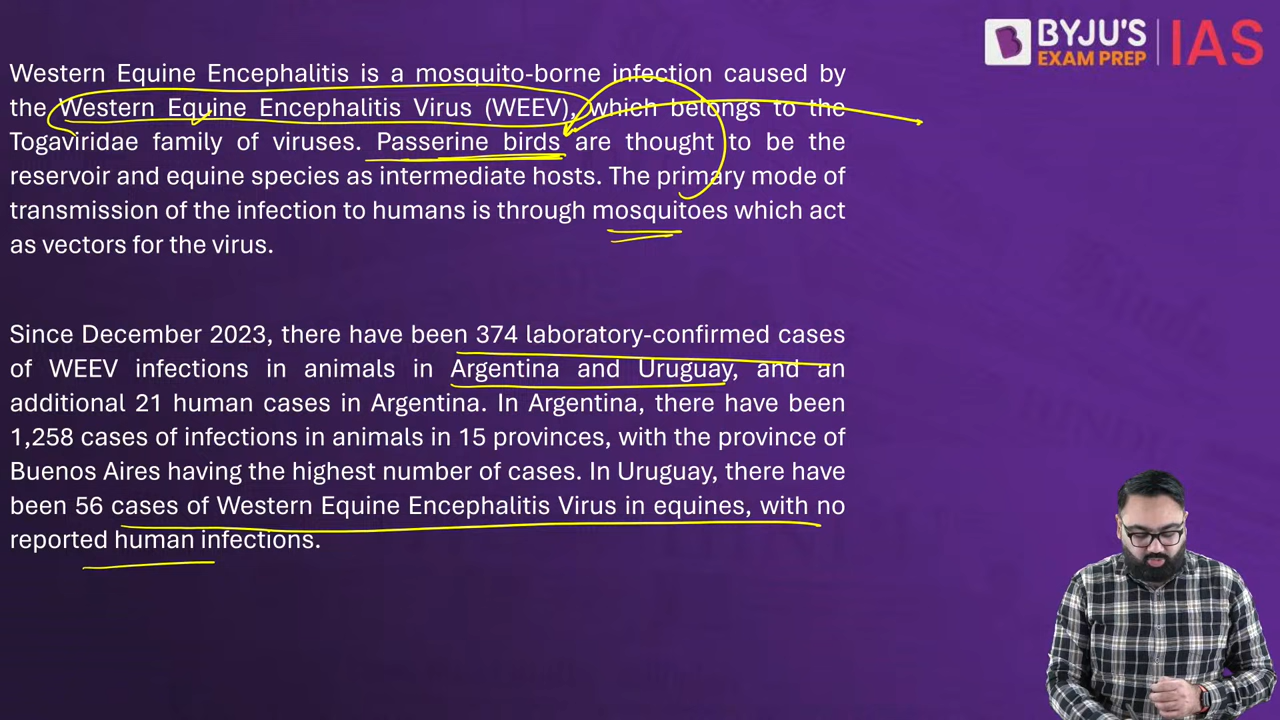 BYJU'S
EXAM PREP
IAS
Western Equine Encephalitis is a mosquito-borne infection caused by
the Western Equine Encephalitis Virus (WEEV), which belongs to the
Togaviridae family of viruses. Passerine birds are thought to be the
reservoir and equine species as intermediate hosts. The primary mode of
transmission of the infection to humans is through mosquitoes which act
as vectors for the virus.
Since December 2023, there have been 374 laboratory-confirmed cases
of WEEV infections in animals in Argentina and Uruguay, and an
additional 21 human cases in Argentina. In Argentina, there have been
1,258 cases of infections in animals in 15 provinces, with the province of
Buenos Aires having the highest number of cases. In Uruguay, there have
been 56 cases of Western Equine Encephalitis Virus in equines, with no
reported human infections.